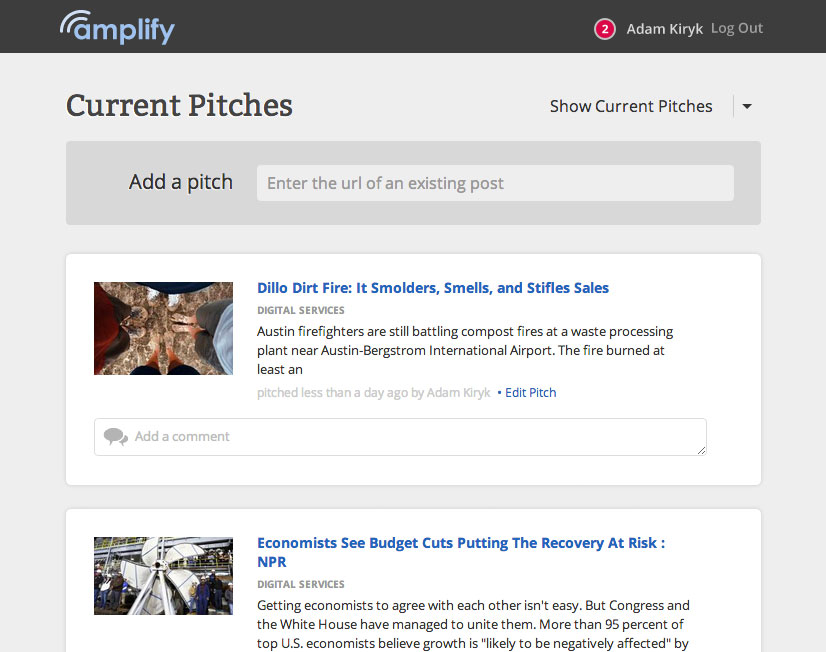 amplify
2 Adam Kiryk Log Out
Current Pitches
Show Current Pitches
Add a pitch
Enter the url of an existing post
Dillo Dirt Fire: It Smolders, Smells, and Stifles Sales
DIGITAL SERVICES
Austin firefighters are still battling compost fires at a waste processing
plant near Austin-Bergstrom International Airport. The fire burned at
least an
pitched less than a day ago by Adam Kiryk • Edit Pitch
Add a comment
Economists See Budget Cuts Putting The Recovery At Risk :
NPR
DIGITAL SERVICES
Getting economists to agree with each other isn't easy. But Congress and
the White House have managed to unite them. More than 95 percent of
top U.S. economists believe growth is "likely to be negatively affected" by